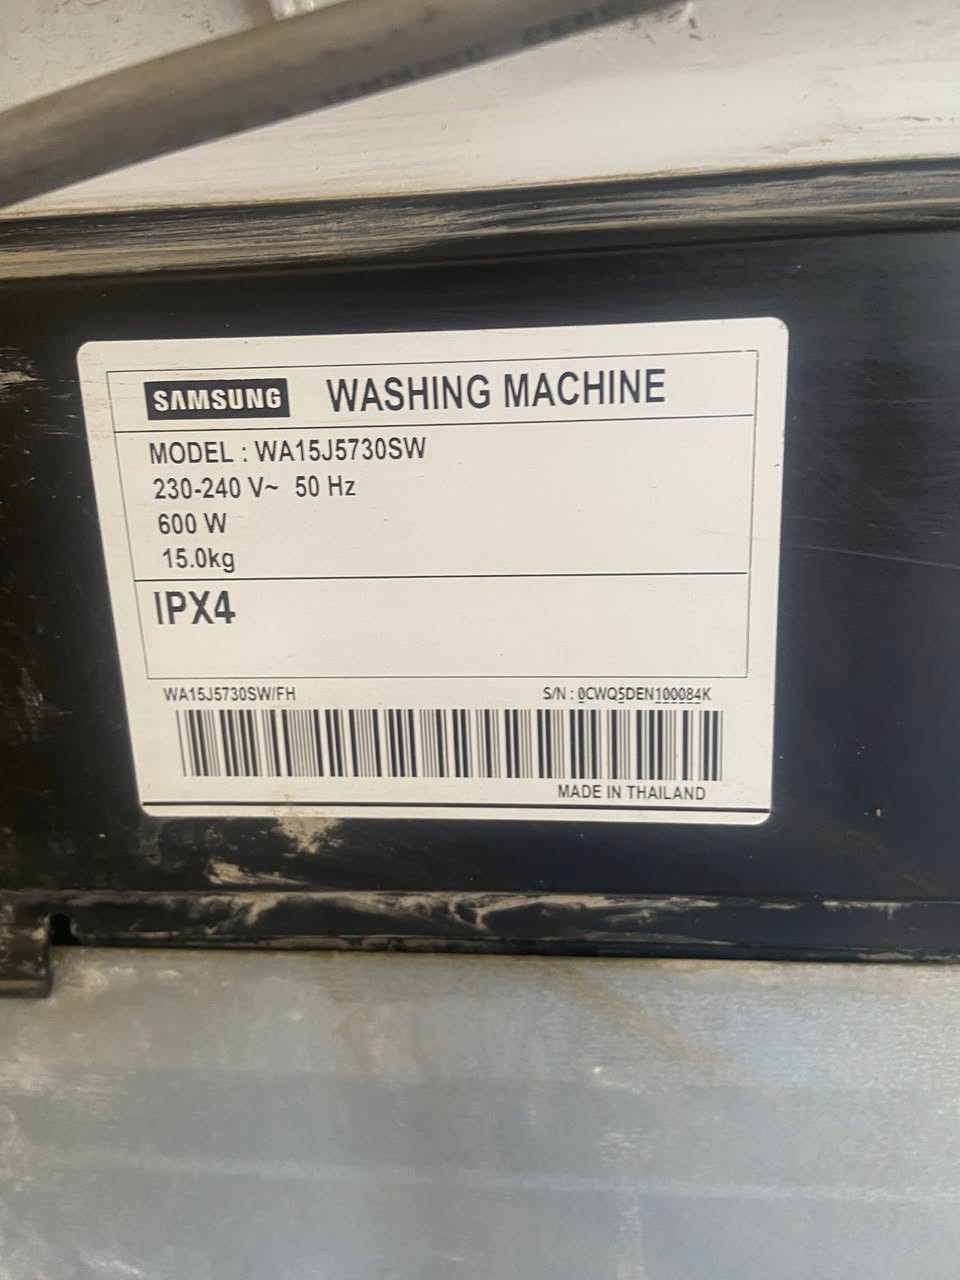 SAMSUNG WASHING MACHINE
MODEL : WA15J5730SW
230-240 V~ 50 Hz
600 W
15.0kg
IPX4
WA15J5730SW/FH S/N : 0CWQ5DEN100084K
MADE IN THAILAND